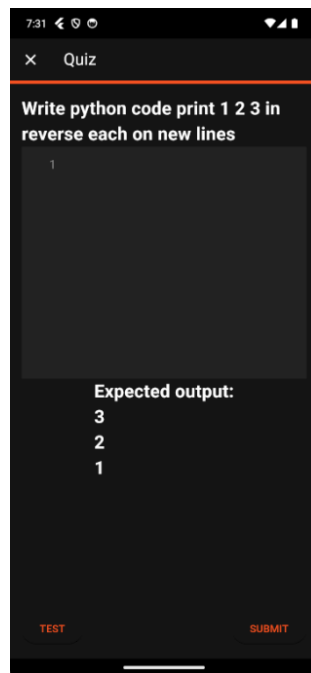 7:31
Quiz
Write python code print 1 2 3 in
reverse each on new lines
1
Expected output:
3
2
1
TEST
SUBMIT